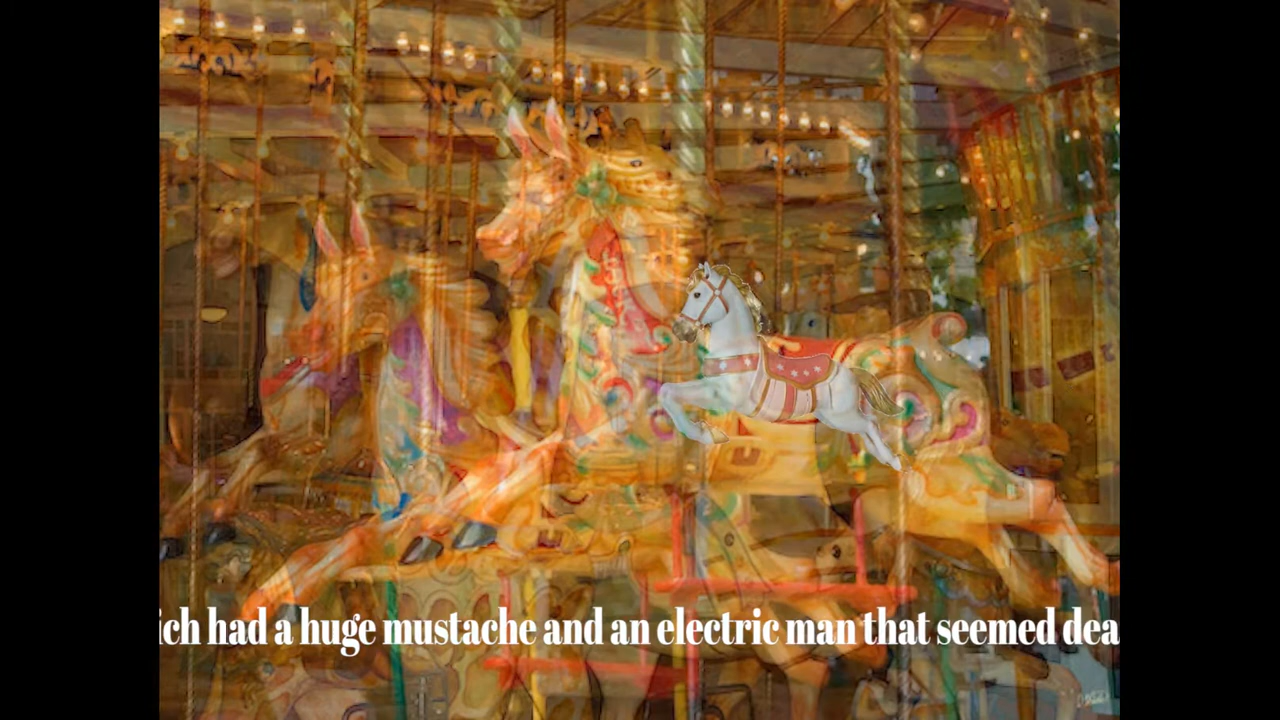 ich had a huge mustache and an electric man that seemed dea